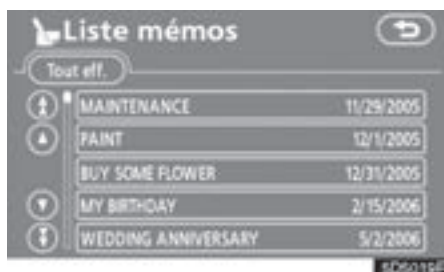 Liste mémos
Tout eff.
MAINTENANCE 11/29/2005
PAINT 12/1/2005
BUY SOME FLOWER 12/31/2005
MY BIRTHDAY 2/15/2006
WEDDING ANNIVERSARY 5/2/2006